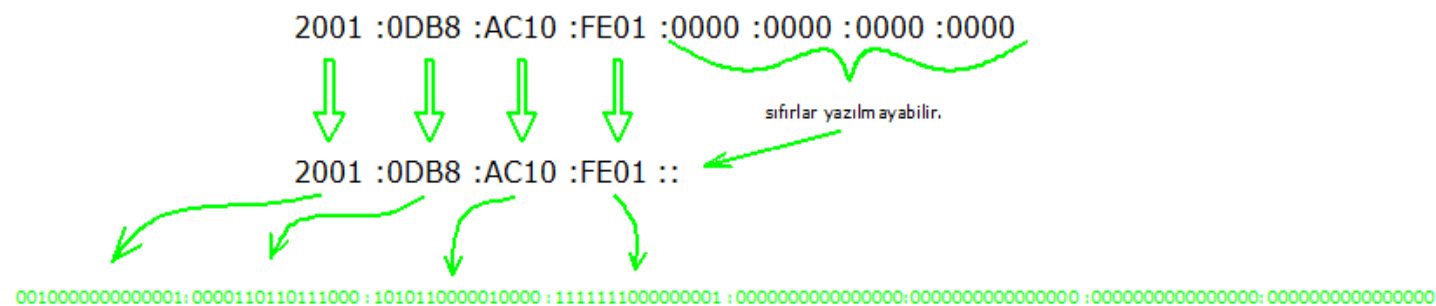 2001 :0DB8 :AC10 :FE01 :0000 :0000 :0000 :0000
sıfırlar yazılmayabilir.
2001 :0DB8 :AC10 :FE01 ::
0010000000000001:0000110110111000 :1010110000010000 :1111111000000001 :0000000000000000:0000000000000000 :0000000000000000:0000000000000000